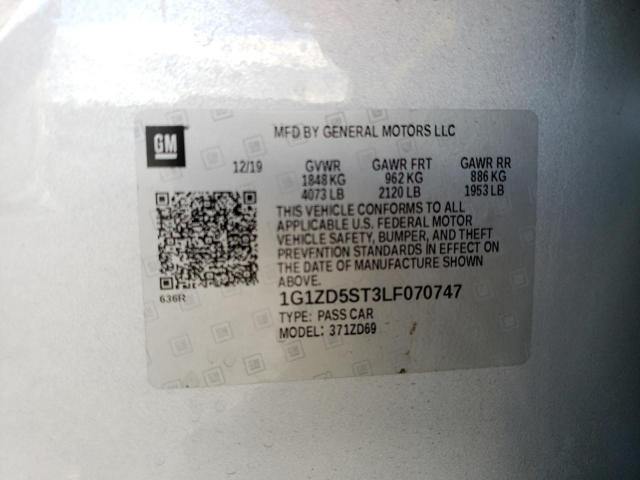 GM
MFD BY GENERAL MOTORS LLC
12/19 GVWR GAWR FRT GAWR RR
1848 KG 962 KG 886 KG
4073 LB 2120 LB 1953 LB
THIS VEHICLE CONFORMS TO ALL
APPLICABLE U.S. FEDERAL MOTOR
VEHICLE SAFETY, BUMPER, AND THEFT
PREVENTION STANDARDS IN EFFECT ON
THE DATE OF MANUFACTURE SHOWN
ABOVE.
636R
1G1ZD5ST3LF070747
TYPE: PASS CAR
MODEL: 371ZD69